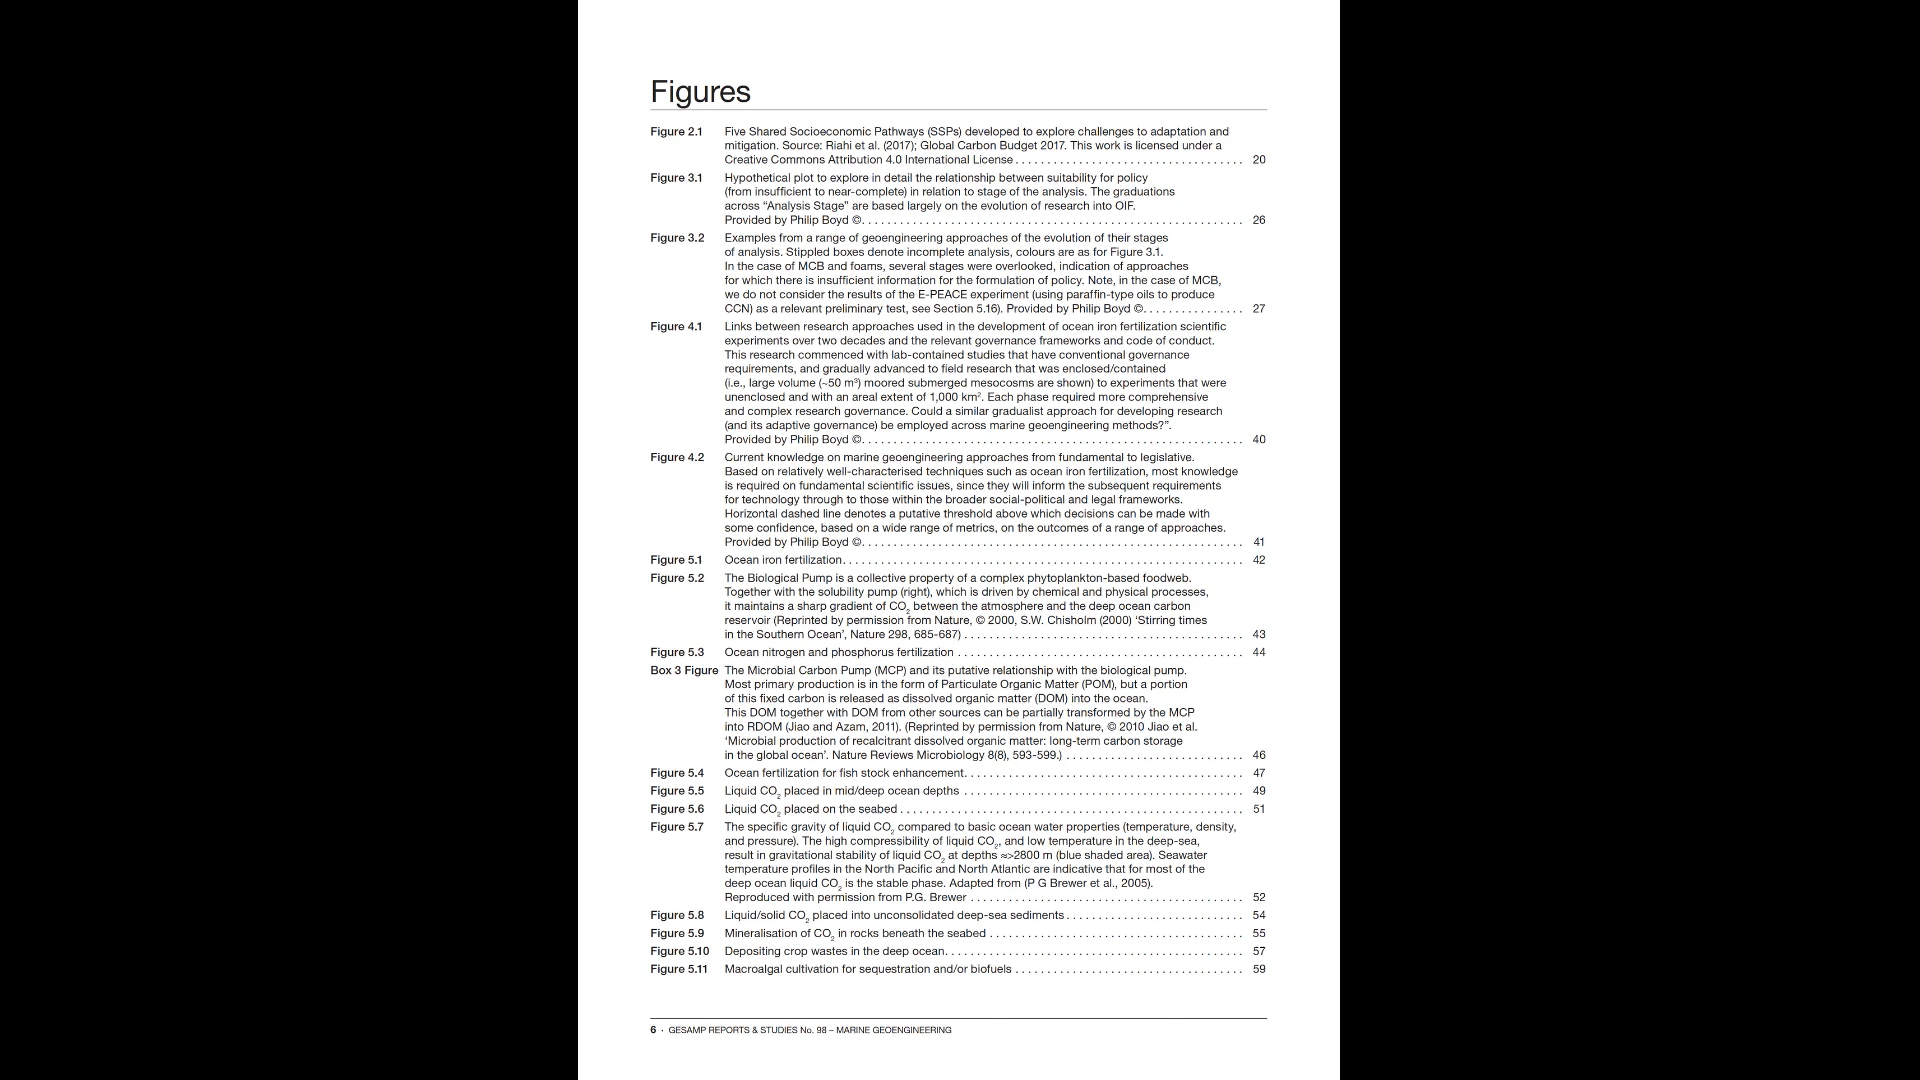 Figures
Figure 2.1 Five Shared Socioeconomic Pathways (SSPs) developed to explore challenges to adaptation and
mitigation. Source: Riahi et al. (2017); Global Carbon Budget 2017. This work is licensed under a
Creative Commons Attribution 4.0 International License . . . . . . . . . . . . . . . . . . . . . . . . . . . . . . . . . . . . 20
Figure 3.1 Hypothetical plot to explore in detail the relationship between suitability for policy
(from insufficient to near-complete) in relation to stage of the analysis. The graduations
across “Analysis Stage” are based largely on the evolution of research into OIF.
Provided by Philip Boyd ©. . . . . . . . . . . . . . . . . . . . . . . . . . . . . . . . . . . . . . . . . . . . . . . . . . . . . . . . . . . . 26
Figure 3.2 Examples from a range of geoengineering approaches of the evolution of their stages
of analysis. Stippled boxes denote incomplete analysis, colours are as for Figure 3.1.
In the case of MCB and foams, several stages were overlooked, indication of approaches
for which there is insufficient information for the formulation of policy. Note, in the case of MCB,
we do not consider the results of the E-PEACE experiment (using paraffin-type oils to produce
CCN) as a relevant preliminary test, see Section 5.16). Provided by Philip Boyd ©. . . . . . . . . . . . . . . . 27
Figure 4.1 Links between research approaches used in the development of ocean iron fertilization scientific
experiments over two decades and the relevant governance frameworks and code of conduct.
This research commenced with lab-contained studies that have conventional governance
requirements, and gradually advanced to field research that was enclosed/contained
(i.e., large volume (~50 m³) moored submerged mesocosms are shown) to experiments that were
unenclosed and with an areal extent of 1,000 km². Each phase required more comprehensive
and complex research governance. Could a similar gradualist approach for developing research
(and its adaptive governance) be employed across marine geoengineering methods?”.
Provided by Philip Boyd ©. . . . . . . . . . . . . . . . . . . . . . . . . . . . . . . . . . . . . . . . . . . . . . . . . . . . . . . . . . . . 40
Figure 4.2 Current knowledge on marine geoengineering approaches from fundamental to legislative.
Based on relatively well-characterised techniques such as ocean iron fertilization, most knowledge
is required on fundamental scientific issues, since they will inform the subsequent requirements
for technology through to those within the broader social-political and legal frameworks.
Horizontal dashed line denotes a putative threshold above which decisions can be made with
some confidence, based on a wide range of metrics, on the outcomes of a range of approaches.
Provided by Philip Boyd ©. . . . . . . . . . . . . . . . . . . . . . . . . . . . . . . . . . . . . . . . . . . . . . . . . . . . . . . . . . . . 41
Figure 5.1 Ocean iron fertilization. . . . . . . . . . . . . . . . . . . . . . . . . . . . . . . . . . . . . . . . . . . . . . . . . . . . . . . . . . . . . . . 42
Figure 5.2 The Biological Pump is a collective property of a complex phytoplankton-based foodweb.
Together with the solubility pump (right), which is driven by chemical and physical processes,
it maintains a sharp gradient of CO₂ between the atmosphere and the deep ocean carbon
reservoir (Reprinted by permission from Nature, © 2000, S.W. Chisholm (2000) ‘Stirring times
in the Southern Ocean’, Nature 298, 685-687) . . . . . . . . . . . . . . . . . . . . . . . . . . . . . . . . . . . . . . . . . . . . 43
Figure 5.3 Ocean nitrogen and phosphorus fertilization . . . . . . . . . . . . . . . . . . . . . . . . . . . . . . . . . . . . . . . . . . . . . 44
Box 3 Figure The Microbial Carbon Pump (MCP) and its putative relationship with the biological pump.
Most primary production is in the form of Particulate Organic Matter (POM), but a portion
of this fixed carbon is released as dissolved organic matter (DOM) into the ocean.
This DOM together with DOM from other sources can be partially transformed by the MCP
into RDOM (Jiao and Azam, 2011). (Reprinted by permission from Nature, © 2010 Jiao et al.
‘Microbial production of recalcitrant dissolved organic matter: long-term carbon storage
in the global ocean’. Nature Reviews Microbiology 8(8), 593-599.) . . . . . . . . . . . . . . . . . . . . . . . . . . . . 46
Figure 5.4 Ocean fertilization for fish stock enhancement. . . . . . . . . . . . . . . . . . . . . . . . . . . . . . . . . . . . . . . . . . . . 47
Figure 5.5 Liquid CO₂ placed in mid/deep ocean depths . . . . . . . . . . . . . . . . . . . . . . . . . . . . . . . . . . . . . . . . . . . . 49
Figure 5.6 Liquid CO₂ placed on the seabed . . . . . . . . . . . . . . . . . . . . . . . . . . . . . . . . . . . . . . . . . . . . . . . . . . . . . . 51
Figure 5.7 The specific gravity of liquid CO₂ compared to basic ocean water properties (temperature, density,
and pressure). The high compressibility of liquid CO₂, and low temperature in the deep-sea,
result in gravitational stability of liquid CO₂ at depths ≈>2800 m (blue shaded area). Seawater
temperature profiles in the North Pacific and North Atlantic are indicative that for most of the
deep ocean liquid CO₂ is the stable phase. Adapted from (P G Brewer et al., 2005).
Reproduced with permission from P.G. Brewer . . . . . . . . . . . . . . . . . . . . . . . . . . . . . . . . . . . . . . . . . . . 52
Figure 5.8 Liquid/solid CO₂ placed into unconsolidated deep-sea sediments . . . . . . . . . . . . . . . . . . . . . . . . . . . . 54
Figure 5.9 Mineralisation of CO₂ in rocks beneath the seabed . . . . . . . . . . . . . . . . . . . . . . . . . . . . . . . . . . . . . . . . 55
Figure 5.10 Depositing crop wastes in the deep ocean. . . . . . . . . . . . . . . . . . . . . . . . . . . . . . . . . . . . . . . . . . . . . . . 57
Figure 5.11 Macroalgal cultivation for sequestration and/or biofuels . . . . . . . . . . . . . . . . . . . . . . . . . . . . . . . . . . . . 59
6 · GESAMP REPORTS & STUDIES No. 98 – MARINE GEOENGINEERING